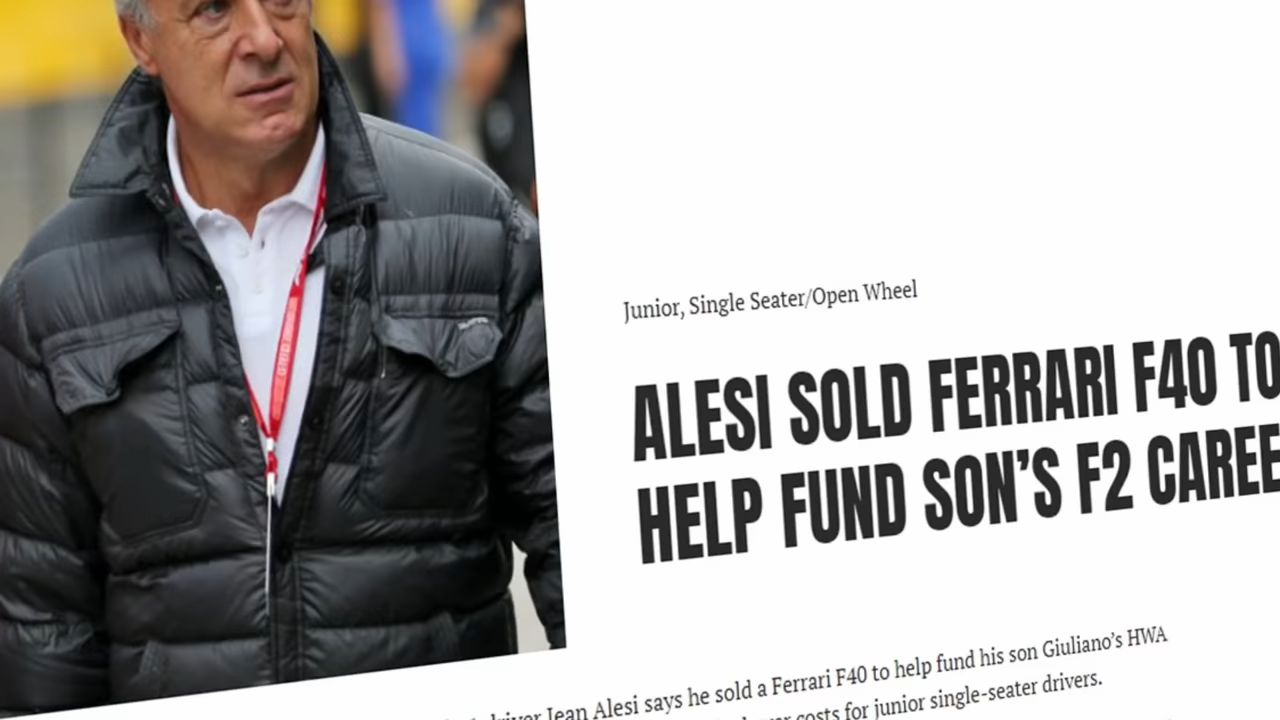 Junior, Single Seater/Open Wheel
ALESI SOLD FERRARI F40 TO
HELP FUND SON'S F2
driver Jean Alesi says he sold a Ferrari F40 to help fund his son Giuliano's HWA
costs for junior single-seater drivers.